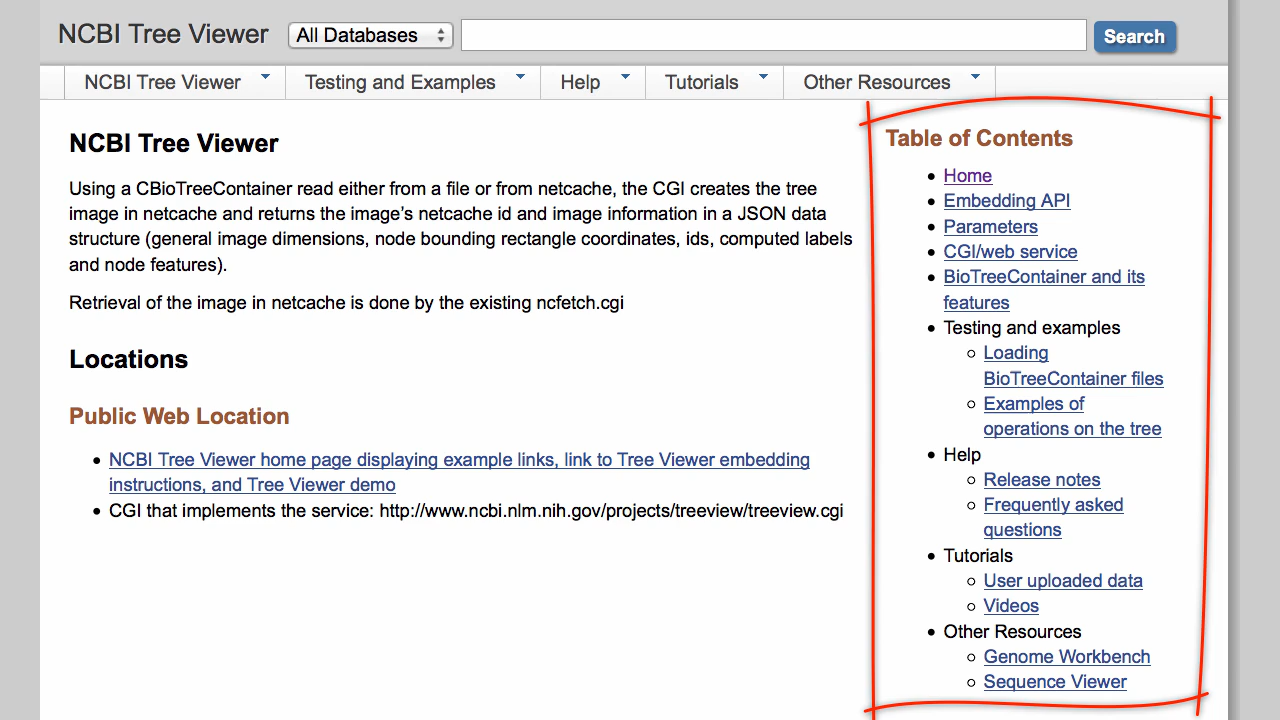 NCBI Tree Viewer
All Databases
Search
NCBI Tree Viewer
Testing and Examples
Help
Tutorials
Other Resources
NCBI Tree Viewer
Using a CBioTreeContainer read either from a file or from netcache, the CGI creates the tree
image in netcache and returns the image's netcache id and image information in a JSON data
structure (general image dimensions, node bounding rectangle coordinates, ids, computed labels
and node features).
Retrieval of the image in netcache is done by the existing ncfetch.cgi
Locations
Public Web Location
NCBI Tree Viewer home page displaying example links, link to Tree Viewer embedding
instructions, and Tree Viewer demo
CGI that implements the service: http://www.ncbi.nlm.nih.gov/projects/treeview/treeview.cgi
Table of Contents
Home
Embedding API
Parameters
CGI/web service
BioTreeContainer and its
features
Testing and examples
Loading
BioTreeContainer files
Examples of
operations on the tree
Help
Release notes
Frequently asked
questions
Tutorials
User uploaded data
Videos
Other Resources
Genome Workbench
Sequence Viewer